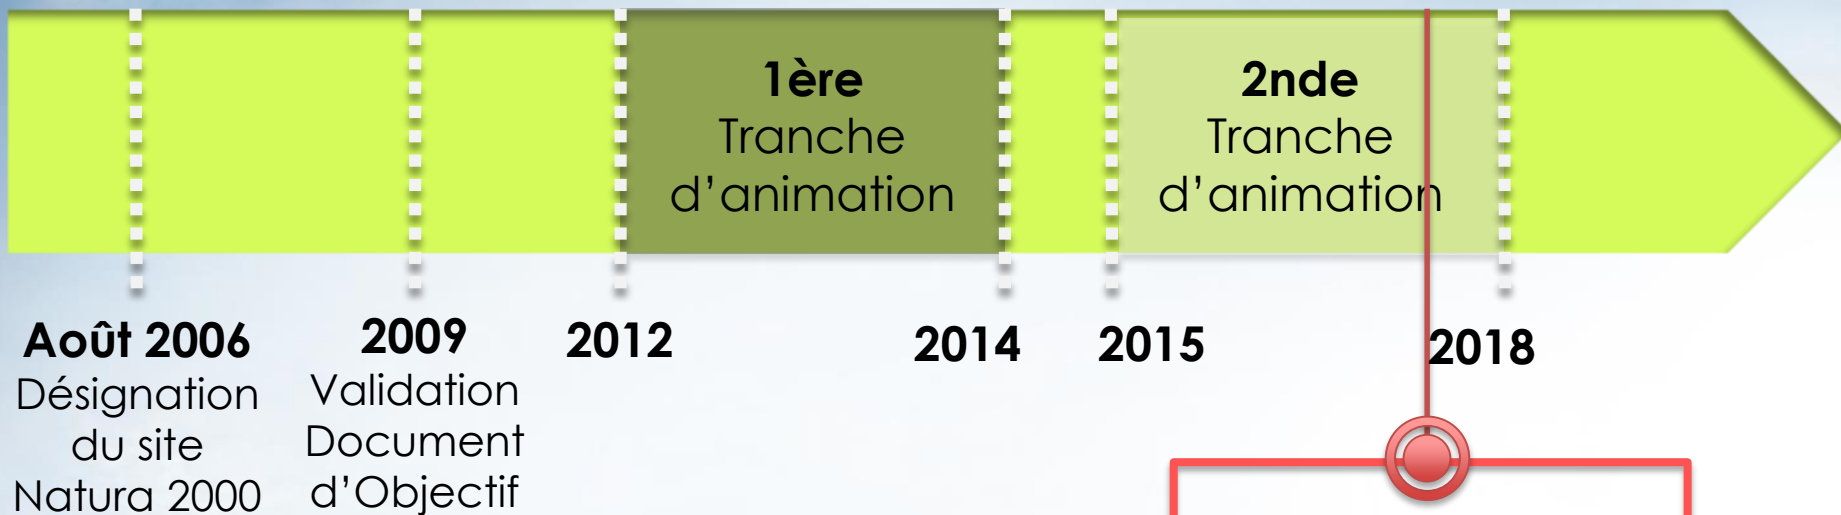 1ère
Tranche
d’animation
2nde
Tranche
d’animation
Août 2006
Désignation
du site
Natura 2000
2009
Validation
Document
d’Objectif
2012
2014
2015
2018